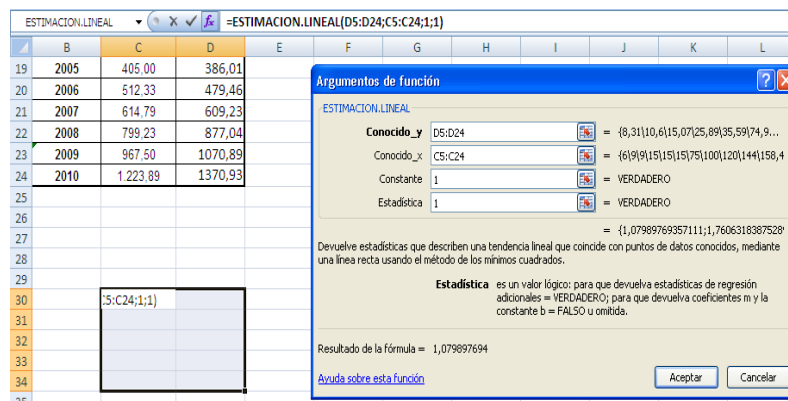 ESTIMACION.LINEAL =ESTIMACION.LINEAL(D5:D24;C5:C24;1;1)
B C D E F G H I J K L
19 2005 405,00 386,01
20 2006 512,33 479,46
21 2007 614,79 609,23
22 2008 799,23 877,04
23 2009 967,50 1070,89
24 2010 1.223,89 1370,93
25
26
27
28
29
30 C5:C24;1;1)
31
32
33
34
35
Argumentos de función
ESTIMACION.LINEAL
Conocido_y D5:D24 = {8,31\10,6\15,07\25,89\35,59\74,9...
Conocido_x C5:C24 = {6\9\9\15\15\15\75\100\120\144\158,4
Constante 1 = VERDADERO
Estadística 1 = VERDADERO
= {1,07989769357111;1,7606318387528
Devuelve estadísticas que describen una tendencia lineal que coincide con puntos de datos conocidos, mediante
una línea recta usando el método de los mínimos cuadrados.
Estadística es un valor lógico: para que devuelva estadísticas de regresión
adicionales = VERDADERO; para que devuelva coeficientes m y la
constante b = FALSO u omitida.
Resultado de la fórmula = 1,079897694
Ayuda sobre esta función
Aceptar Cancelar